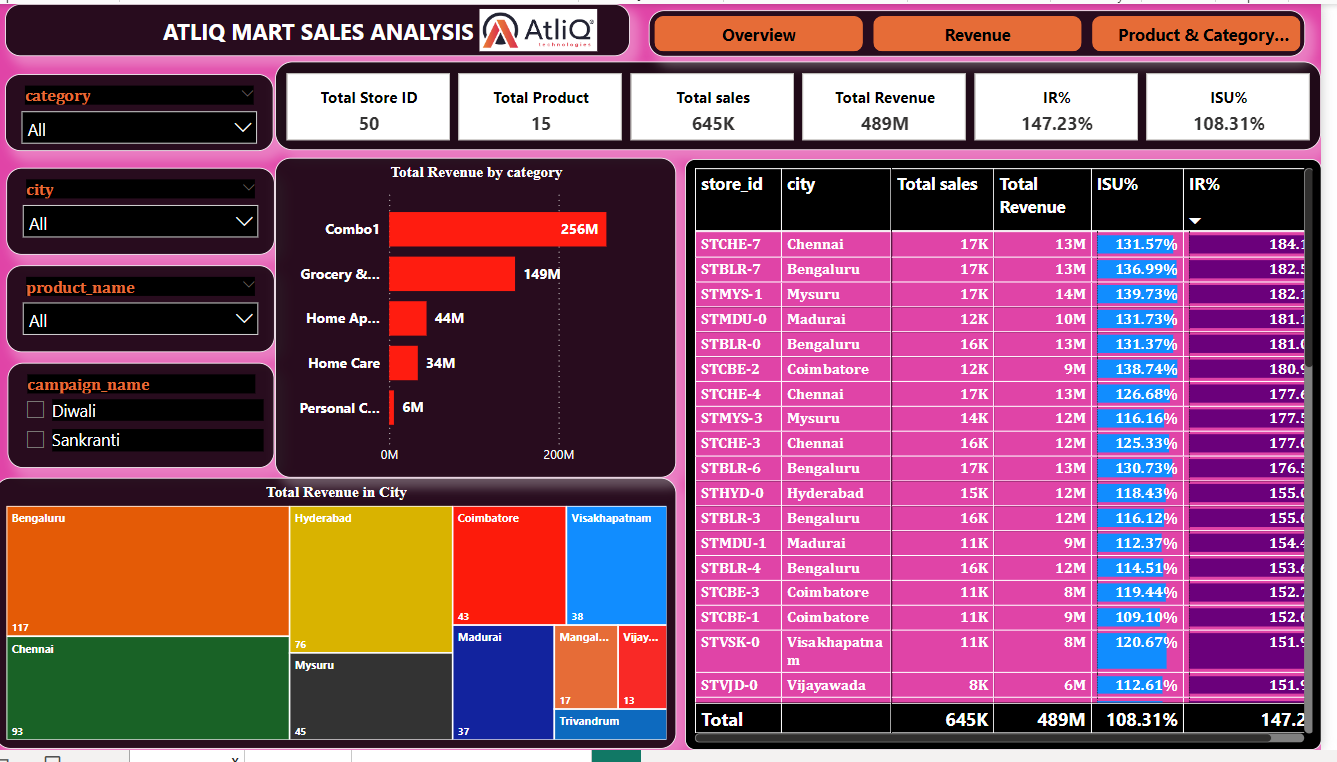 ATLIQ MART SALES ANALYSIS
AtliQ
technologies
Overview
Revenue
Product & Category...
category
All
city
All
product_name
All
campaign_name
Diwali
Sankranti
Total Store ID
50
Total Product
15
Total sales
645K
Total Revenue
489M
IR%
147.23%
ISU%
108.31%
Total Revenue by category
Combo1 256M
Grocery &... 149M
Home Ap... 44M
Home Care 34M
Personal C... 6M
0M 200M
Total Revenue in City
Bengaluru
117
Chennai
93
Hyderabad
76
Mysuru
45
Coimbatore
43
Visakhapatnam
38
Madurai
37
Mangal...
17
Vijay...
13
Trivandrum
store_id city Total sales Total Revenue ISU% IR%
STCHE-7 Chennai 17K 13M 131.57% 184.1
STBLR-7 Bengaluru 17K 13M 136.99% 182.5
STMYS-1 Mysuru 17K 14M 139.73% 182.1
STMDU-0 Madurai 12K 10M 131.73% 181.1
STBLR-0 Bengaluru 16K 13M 131.37% 181.0
STCBE-2 Coimbatore 12K 9M 138.74% 180.9
STCHE-4 Chennai 17K 13M 126.68% 177.6
STMYS-3 Mysuru 14K 12M 116.16% 177.5
STCHE-3 Chennai 16K 12M 125.33% 177.0
STBLR-6 Bengaluru 17K 13M 130.73% 176.5
STHYD-0 Hyderabad 15K 12M 118.43% 155.0
STBLR-3 Bengaluru 16K 12M 116.12% 155.0
STMDU-1 Madurai 11K 9M 112.37% 154.4
STBLR-4 Bengaluru 16K 12M 114.51% 153.6
STCBE-3 Coimbatore 11K 8M 119.44% 152.7
STCBE-1 Coimbatore 11K 9M 109.10% 152.0
STVSK-0 Visakhapatnam 11K 8M 120.67% 151.9
STVJD-0 Vijayawada 8K 6M 112.61% 151.9
Total 645K 489M 108.31% 147.2